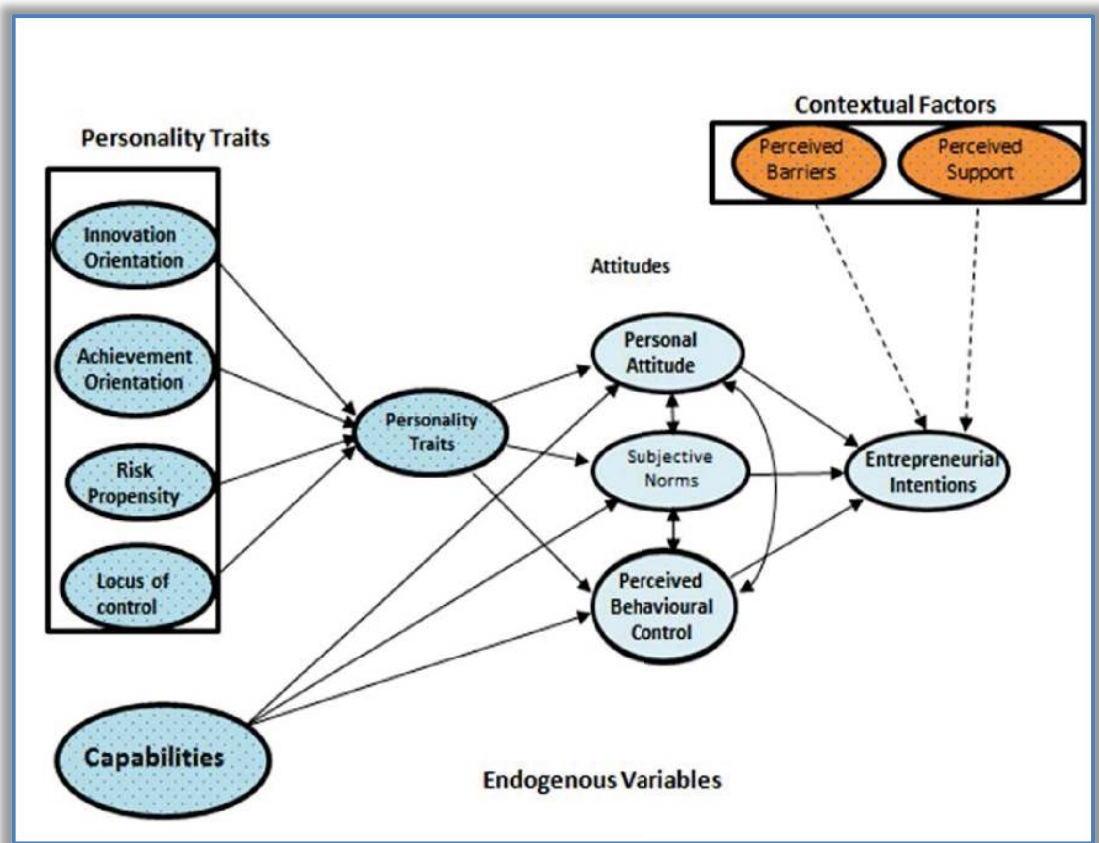 Contextual Factors
Perceived
Barriers
Perceived
Support
Personality Traits
Innovation
Orientation
Achievement
Orientation
Risk
Propensity
Locus of
control
Personality
Traits
Attitudes
Personal
Attitude
Subjective
Norms
Perceived
Behavioural
Control
Entrepreneurial
Intentions
Capabilities
Endogenous Variables